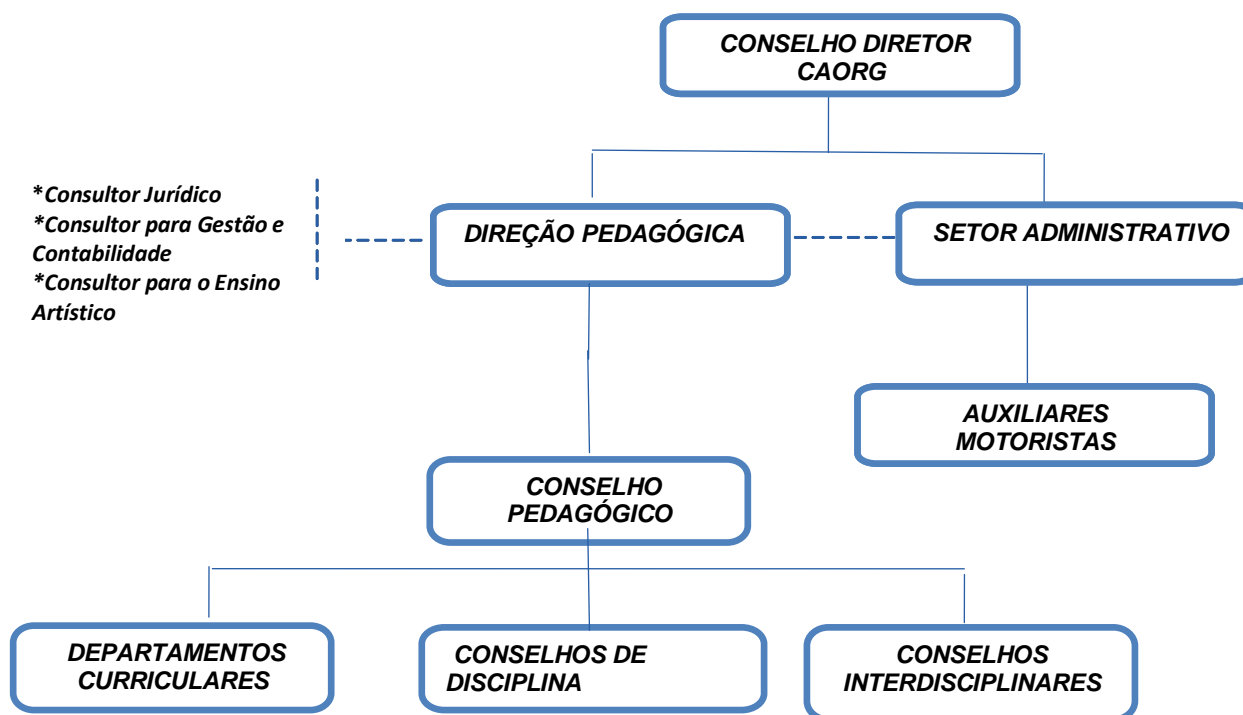 CONSELHO DIRETOR
CAORG
*Consultor Jurídico
*Consultor para Gestão e
Contabilidade
*Consultor para o Ensino
Artístico
DIREÇÃO PEDAGÓGICA
SETOR ADMINISTRATIVO
AUXILIARES
MOTORISTAS
CONSELHO
PEDAGÓGICO
DEPARTAMENTOS
CURRICULARES
CONSELHOS DE
DISCIPLINA
CONSELHOS
INTERDISCIPLINARES